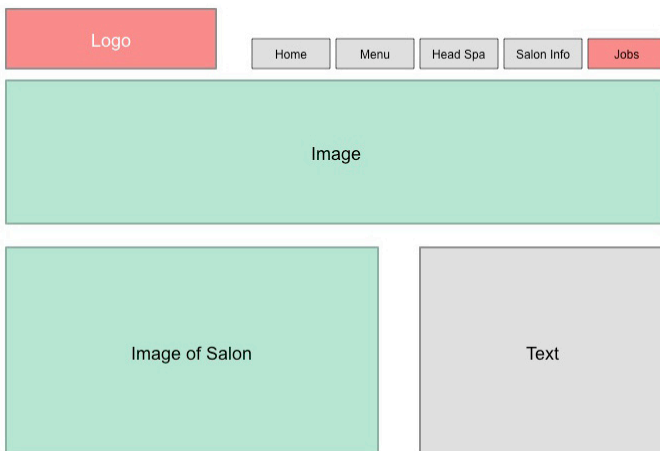 Logo
Home
Menu
Head Spa
Salon Info
Jobs
Image
Image of Salon
Text